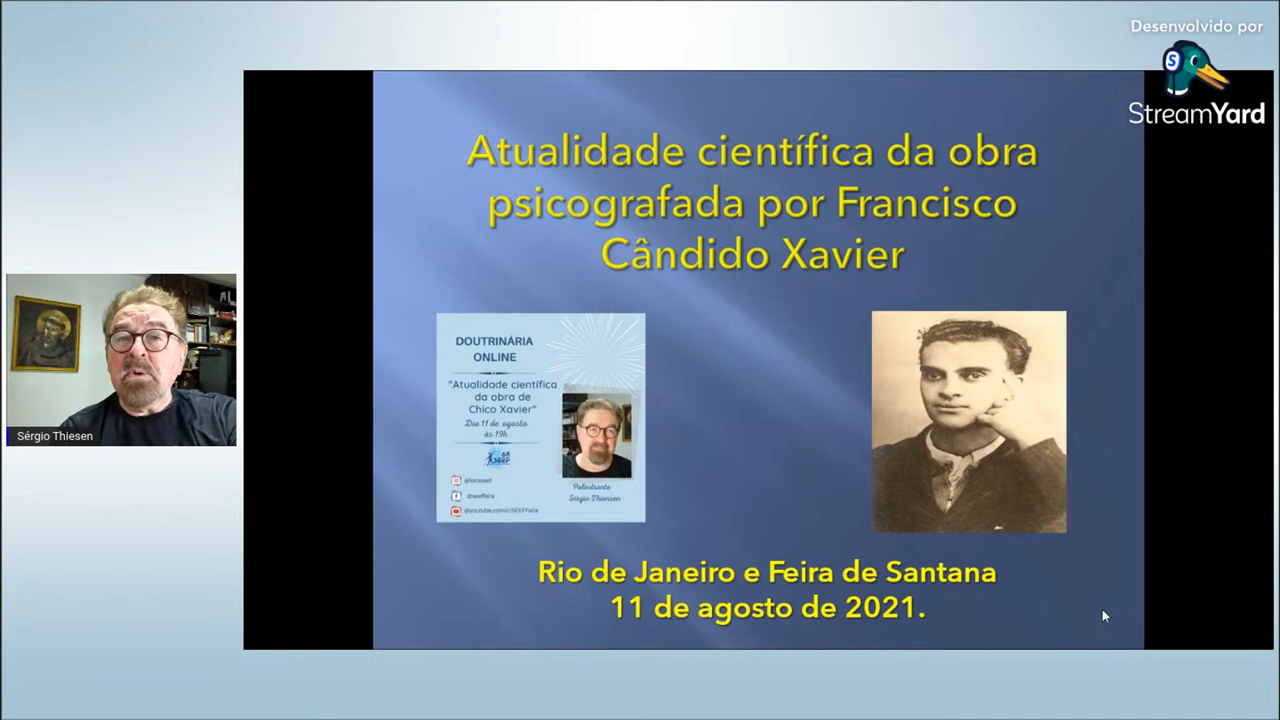 Desenvolvido por
StreamYard
Atualidade científica da obra
psicografada por Francisco
Cândido Xavier
DOUTRINÁRIA
ONLINE
"Atualidade científica
da obra de
Chico Xavier"
Dia 11 de agosto
às 19h
Palestrante
Sérgio Thiensen
Sérgio Thiesen
Rio de Janeiro e Feira de Santana
11 de agosto de 2021.